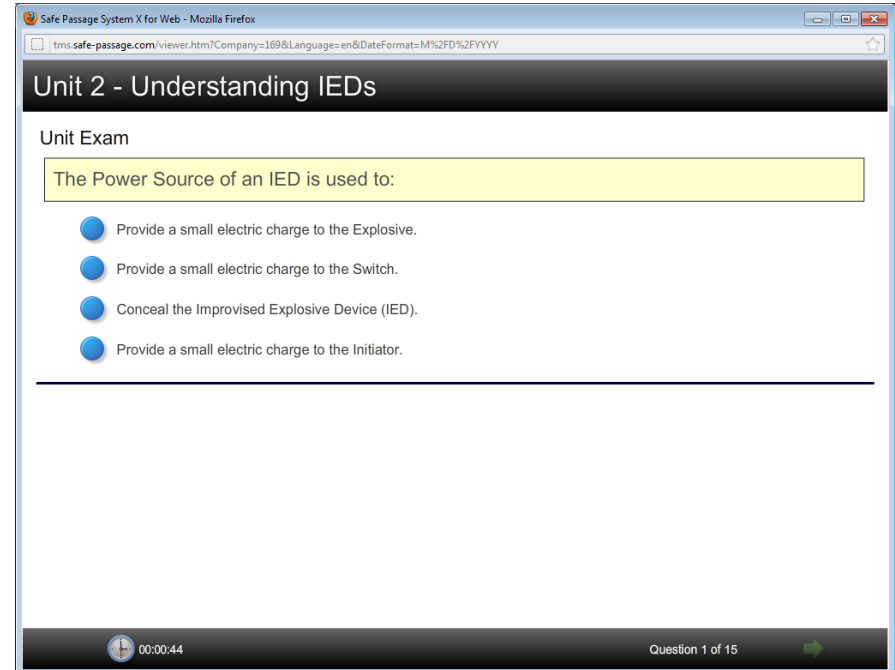 Safe Passage System X for Web - Mozilla Firefox
tms.safe-passage.com/viewer.htm?Company=169&Language=en&DateFormat=M%2FD%2FYYYY
Unit 2 - Understanding IEDs
Unit Exam
The Power Source of an IED is used to:
Provide a small electric charge to the Explosive.
Provide a small electric charge to the Switch.
Conceal the Improvised Explosive Device (IED).
Provide a small electric charge to the Initiator.
00:00:44 Question 1 of 15